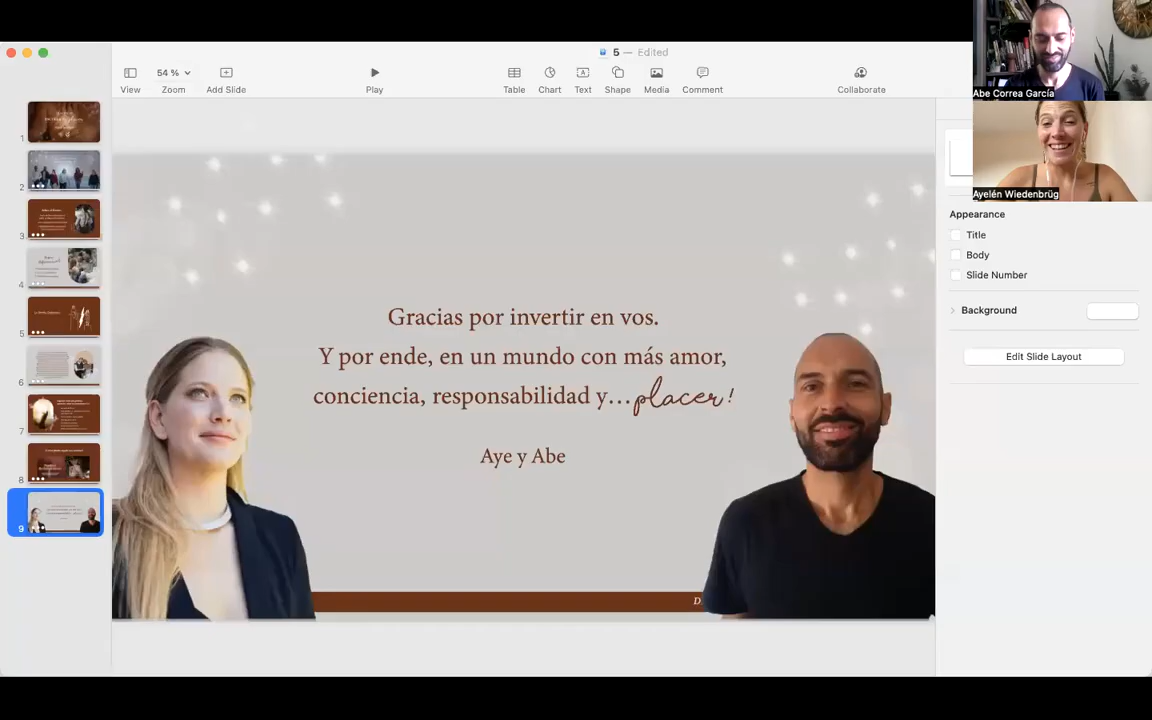 5 — Edited
View
54 %
Zoom
Add Slide
Play
Table
Chart
Text
Shape
Media
Comment
Collaborate
Abe Correa García
Ayelén Wiedenbrüg
1
2
3
4
5
6
7
8
9
Gracias por invertir en vos.
Y por ende, en un mundo con más amor,
conciencia, responsabilidad y...placer!
Aye y Abe
D
Appearance
Title
Body
Slide Number
Background
Edit Slide Layout